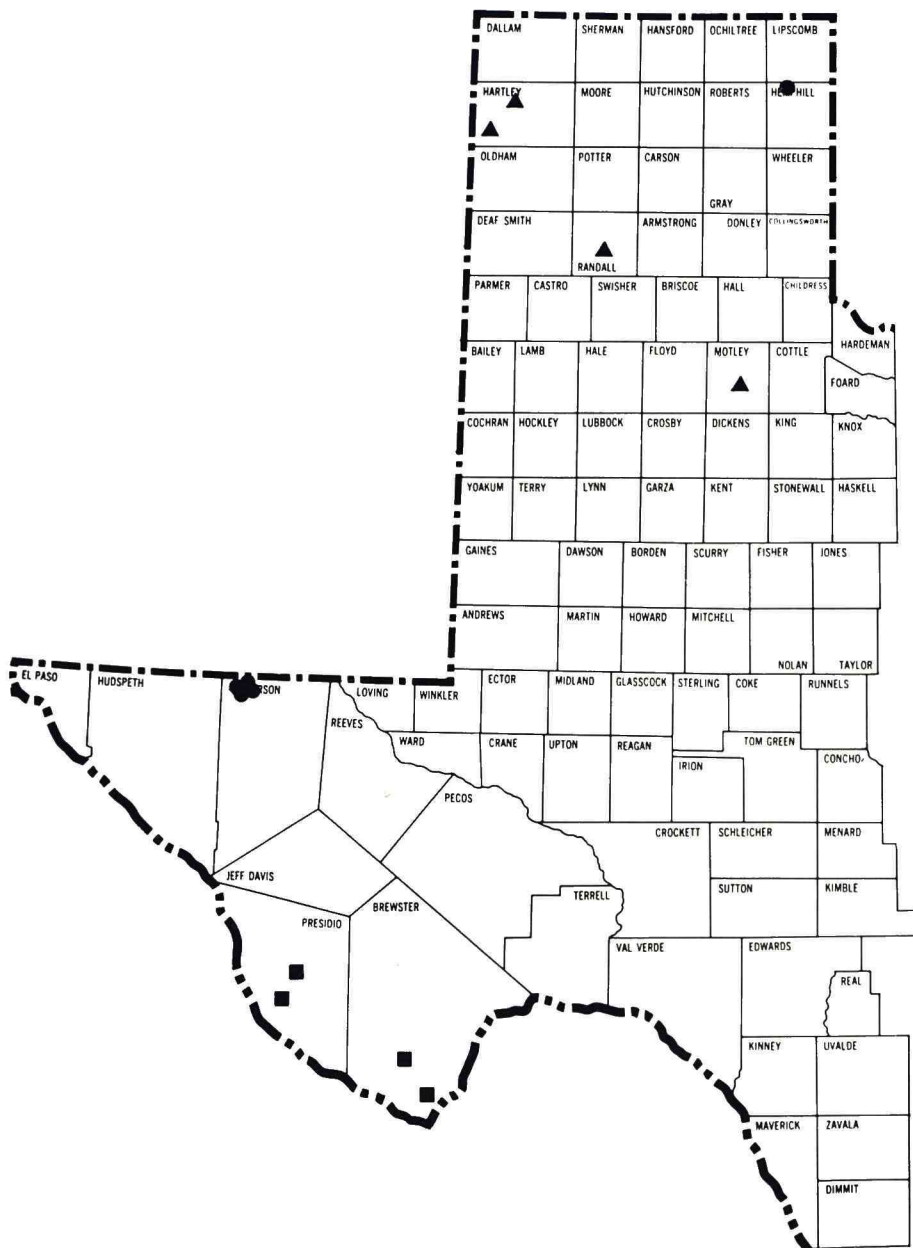 DALLAM SHERMAN HANSFORD OCHILTREE LIPSCOMB
HARTLEY MOORE HUTCHINSON ROBERTS
OLDHAM POTTER CARSON WHEELER
GRAY
DEAF SMITH ARMSTRONG DONLEY COLLINGSWORTH
RANDALL
PARMER CASTRO SWISHER BRISCOE HALL CHILDRESS
HARDEMAN
BAILEY LAMB HALE FLOYD MOTLEY COTTLE
FOARD
COCHRAN HOCKLEY LUBBOCK CROSBY DICKENS KING KNOX
YOAKUM TERRY LYNN GARZA KENT STONEWALL HASKELL
GAINES DAWSON BORDEN SCURRY FISHER JONES
ANDREWS MARTIN HOWARD MITCHELL
NOLAN TAYLOR
EL PASO HUDSPETH RSON LOVING WINKLER ECTOR MIDLAND GLASSCOCK STERLING COKE RUNNELS
REEVES WARD CRANE UPTON REAGAN TOM GREEN
IRION CONCHO
PECOS
CROCKETT SCHLEICHER MENARD
JEFF DAVIS
SUTTON KIMBLE
BREWSTER TERRELL
PRESIDIO
VAL VERDE EDWARDS
REAL
KINNEY UVALDE
MAVERICK ZAVALA
DIMMIT